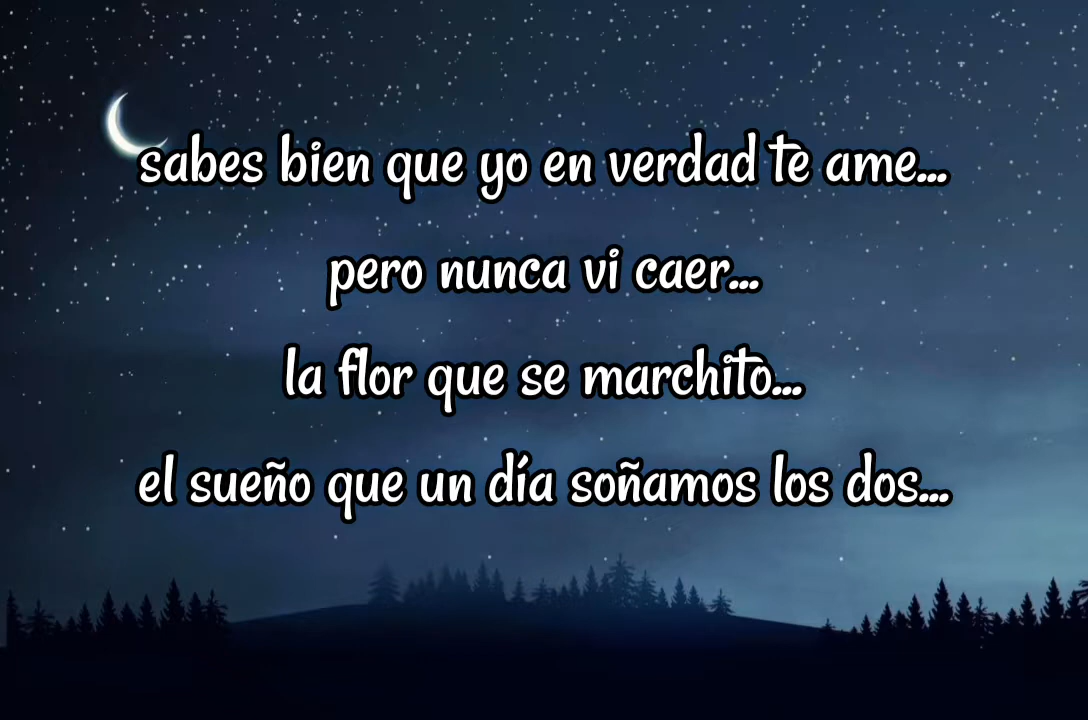 sabes bien que yo en verdad te ame...
pero nunca vi caer...
la flor que se marchito...
el sueño que un día soñamos los dos...